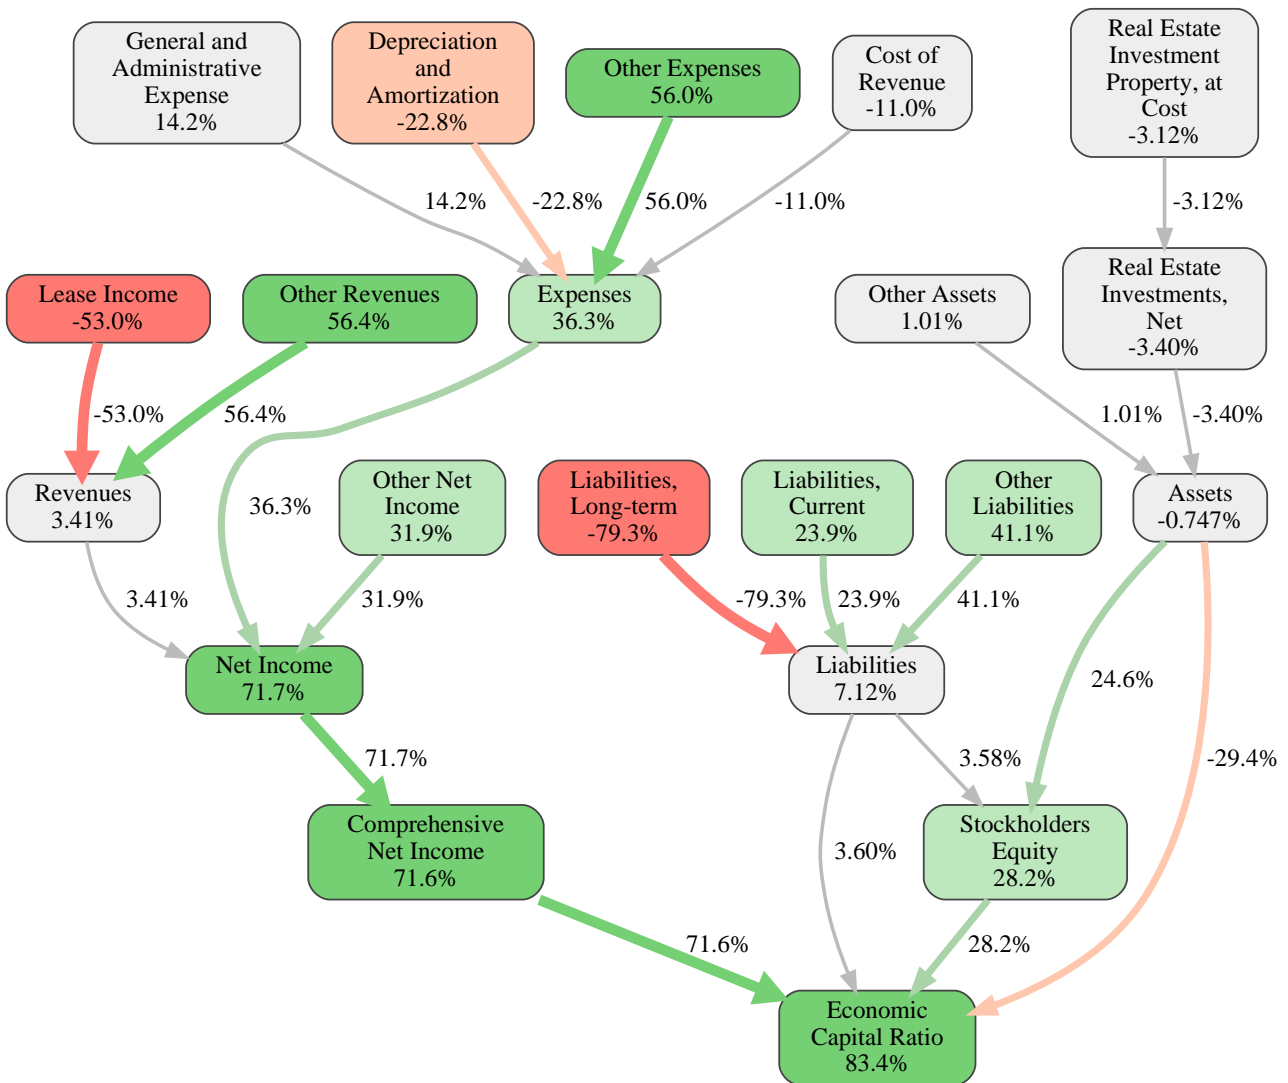 General and
Administrative
Expense
14.2%
Depreciation
and
Amortization
-22.8%
Other Expenses
56.0%
Cost of
Revenue
-11.0%
Real Estate
Investment
Property, at
Cost
-3.12%
14.2%
-22.8%
56.0%
-11.0%
-3.12%
Lease Income
-53.0%
Other Revenues
56.4%
Expenses
36.3%
Other Assets
1.01%
Real Estate
Investments,
Net
-3.40%
-53.0%
56.4%
1.01%
-3.40%
Revenues
3.41%
36.3%
Other Net
Income
31.9%
Liabilities,
Long-term
-79.3%
Liabilities,
Current
23.9%
Other
Liabilities
41.1%
Assets
-0.747%
3.41%
31.9%
-79.3%
23.9%
41.1%
Net Income
71.7%
Liabilities
7.12%
24.6%
71.7%
3.58%
-29.4%
Comprehensive
Net Income
71.6%
3.60%
Stockholders
Equity
28.2%
71.6%
28.2%
Economic
Capital Ratio
83.4%